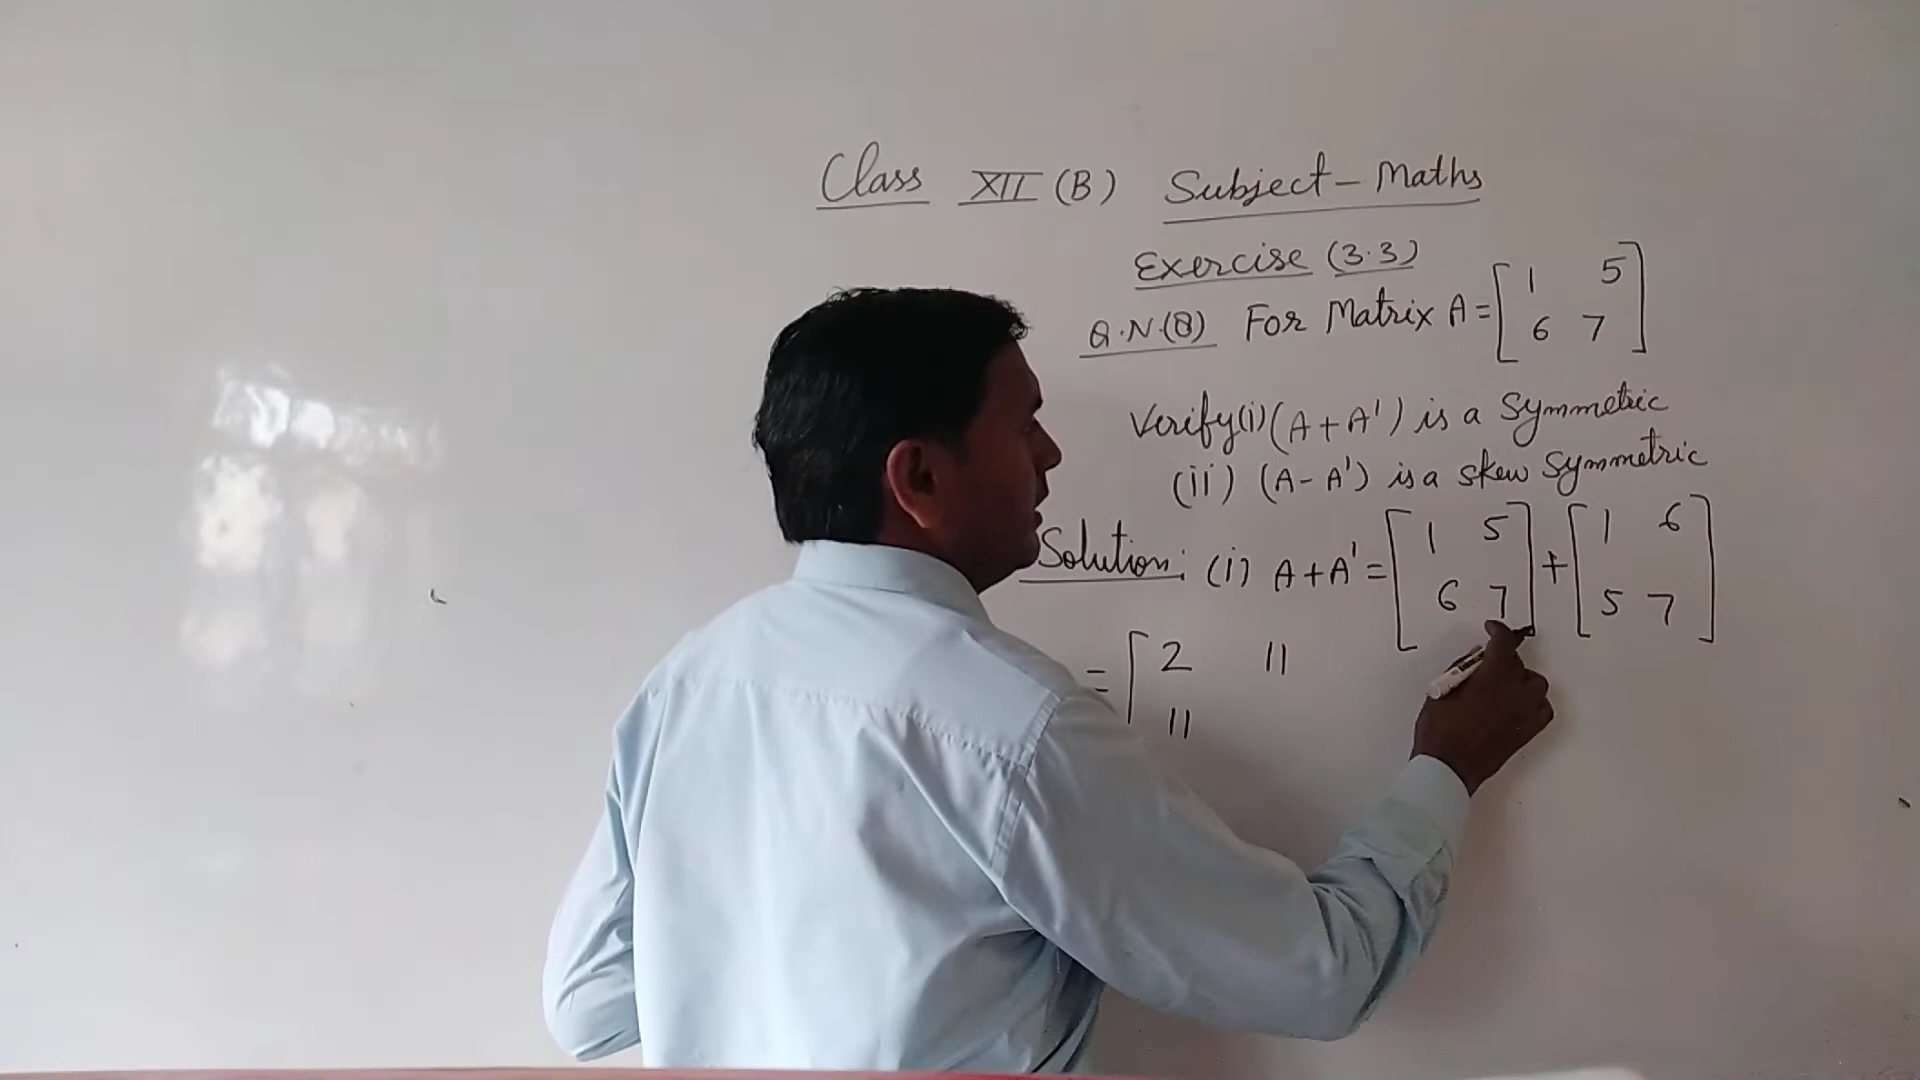 Class XII (B) Subject - Maths
Exercise (3.3)
Q.N.(8) For Matrix A = [1 5
6 7]
Verify (i) (A + A') is a Symmetric
(ii) (A - A') is a Skew Symmetric
Solution: (i) A + A' = [1 5 6 7] + [1 6 5 7]
= [2 11
11